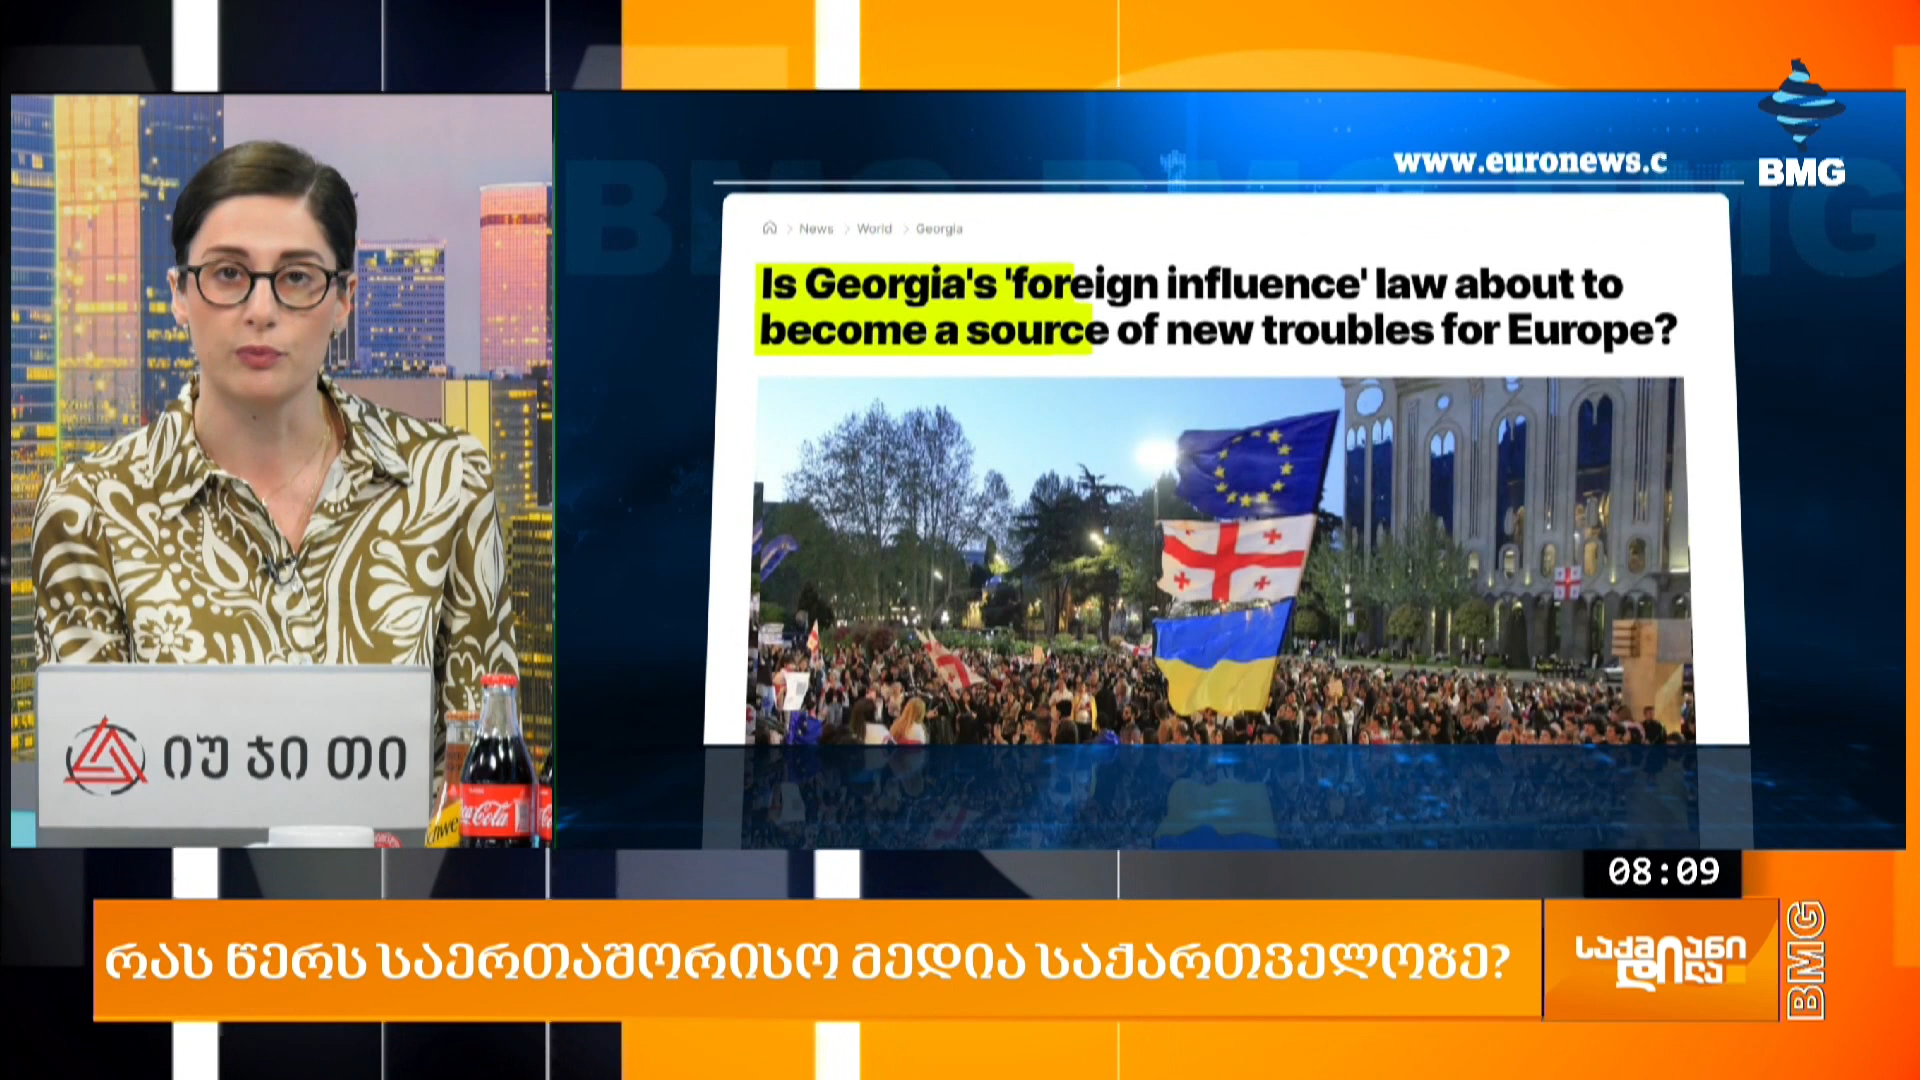 www.euronews.c
BMG
News
World
Georgia
Is Georgia's 'foreign influence' law about to
become a source of new troubles for Europe?
იუ ჯი თი
Coca-Cola
08:09
რას წერს საერთაშორისო მედია საქართველოზე?
საქმიანი
დილა
BMG